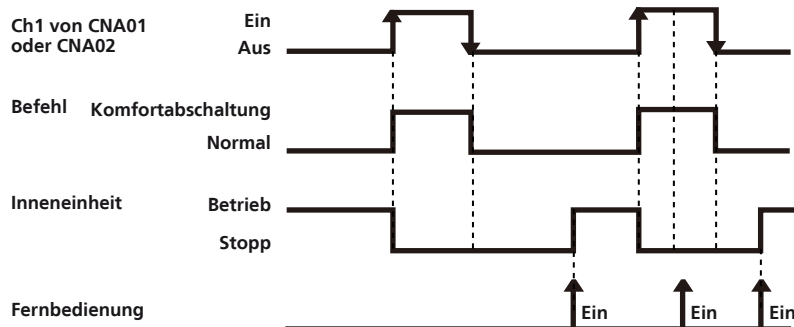 Ch1 von CNA01
oder CNA02
Ein
Aus
Befehl Komfortabschaltung
Normal
Inneneinheit Betrieb
Stopp
Fernbedienung Ein Ein Ein